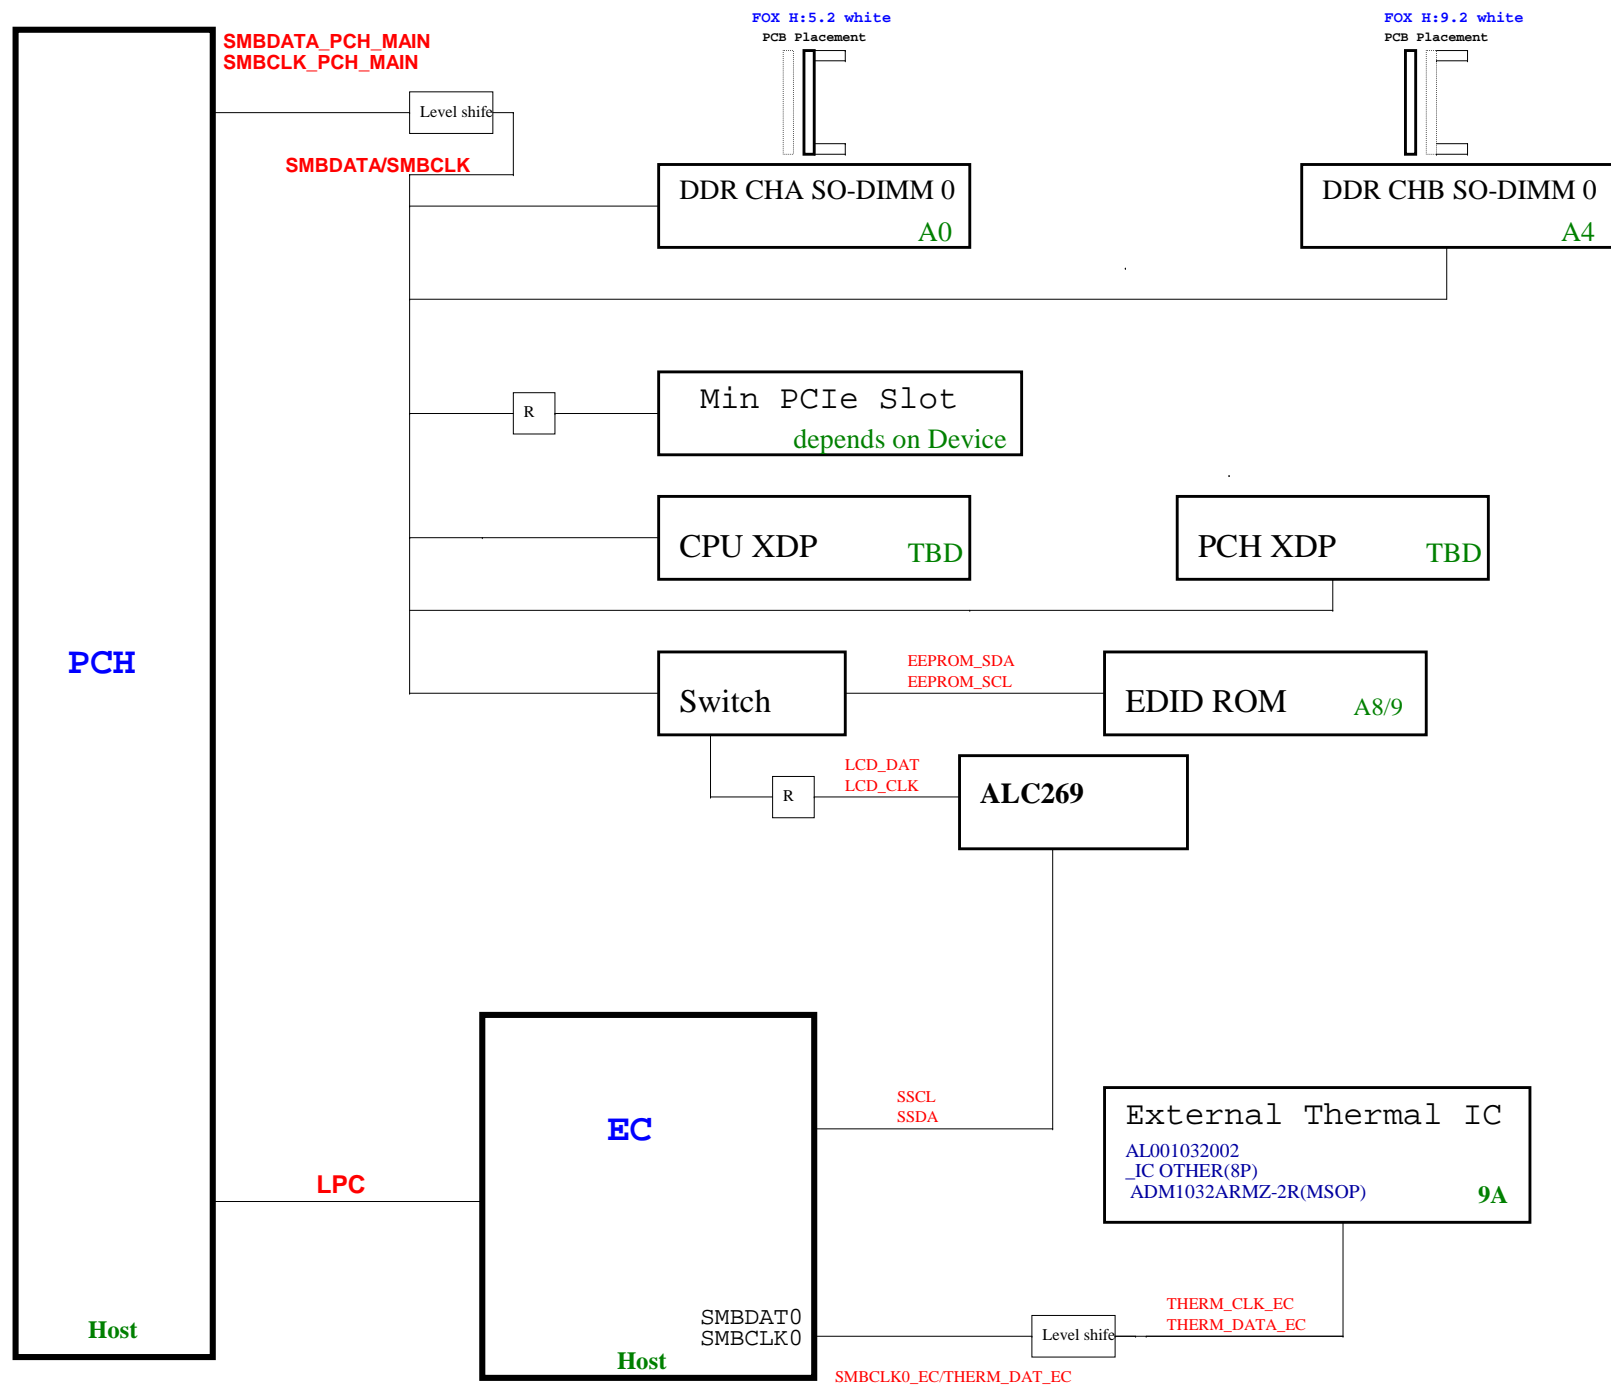 FOX H:5.2 white
PCB Placement
FOX H:9.2 white
PCB Placement
SMBDATA_PCH_MAIN
SMBCLK_PCH_MAIN
Level shife
SMBDATA/SMBCLK
DDR CHA SO-DIMM 0
A0
DDR CHB SO-DIMM 0
A4
R
Min PCIe Slot
depends on Device
CPU XDP
TBD
PCH XDP
TBD
PCH
Switch
EEPROM_SDA
EEPROM_SCL
EDID ROM
A8/9
R
LCD_DAT
LCD_CLK
ALC269
SSCL
SSDA
EC
LPC
External Thermal IC
AL001032002
_IC OTHER(8P)
ADM1032ARMZ-2R(MSOP)
9A
SMBDAT0
SMBCLK0
Host
Host
Level shife
THERM_CLK_EC
THERM_DATA_EC
SMBCLK0_EC/THERM_DAT_EC